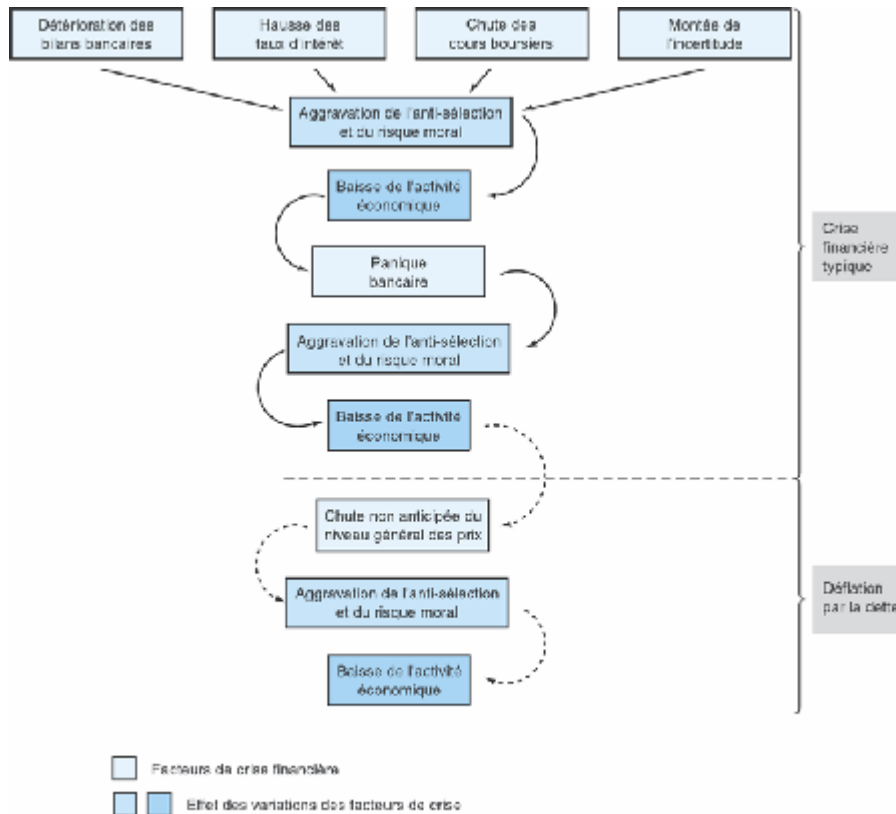 Détérioration des
bilans bancaires
Hausse des
taux d'intérêt
Chute des
cours boursiers
Montée de
l'incertitude
Aggravation de l'anti-sélection
et du risque moral
Baisse de l'activité
économique
Panique
bancaire
Aggravation de l'anti-sélection
et du risque moral
Baisse de l'activité
économique
Crise
financière
typique
Chute non anticipée du
niveau général des prix
Aggravation de l'anti-sélection
et du risque moral
Baisse de l'activité
économique
Déflation
par la dette
Facteurs de crise financière
Effet des variations des facteurs de crise